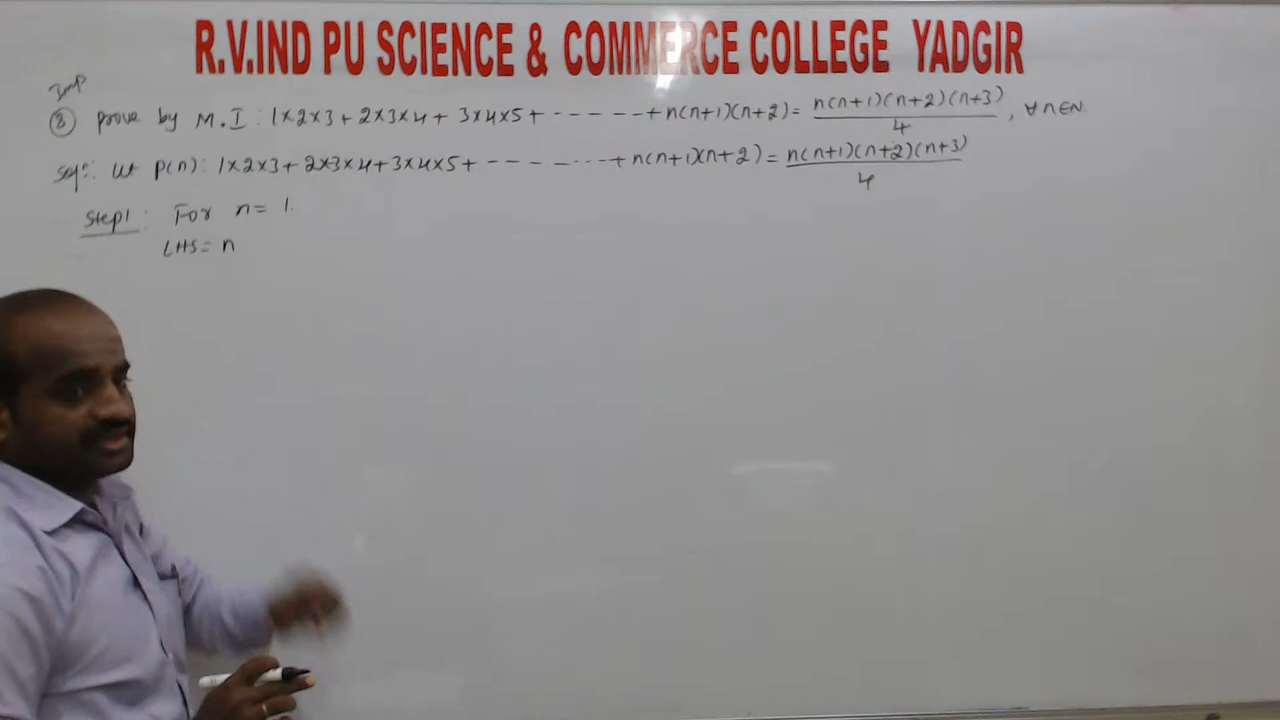 R.V.IND PU SCIENCE & COMMERCE COLLEGE YADGIR
Imp
(8) Prove by M.I : 1×2×3 + 2×3×4 + 3×4×5 + ------ + n(n+1)(n+2) = n(n+1)(n+2)(n+3)/4, ∀ n∈N.
Solⁿ: Let P(n) : 1×2×3 + 2×3×4 + 3×4×5 + ---- ---- + n(n+1)(n+2) = n(n+1)(n+2)(n+3)/4
Step1 : For n = 1.
LHS = n